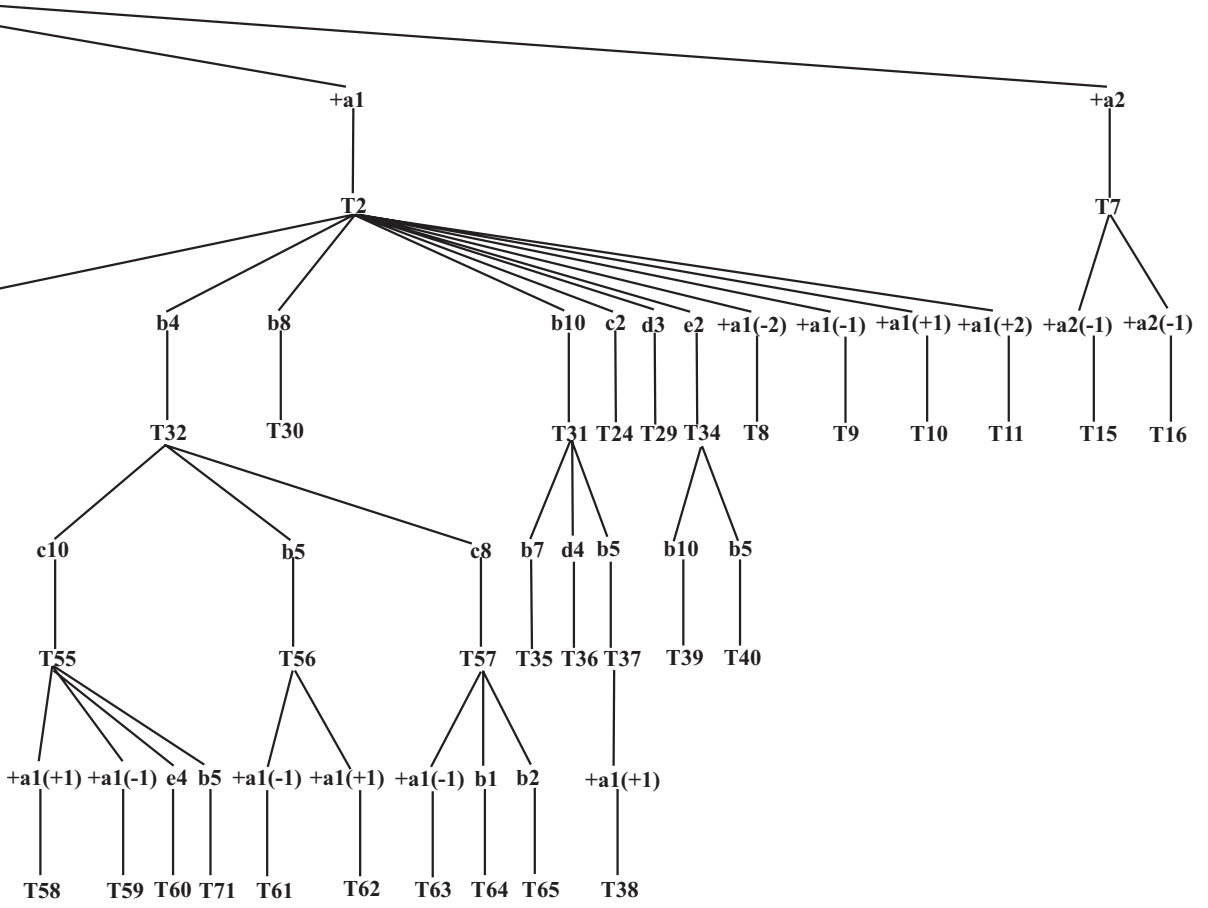 +a1 +a2
T2 T7
b4 b8 b10 c2 d3 e2 +a1(-2) +a1(-1) +a1(+1) +a1(+2) +a2(-1) +a2(-1)
T32 T30 T31 T24 T29 T34 T8 T9 T10 T11 T15 T16
c10 b5 c8 b7 d4 b5 b10 b5
T55 T56 T57 T35 T36 T37 T39 T40
+a1(+1) +a1(-1) e4 b5 +a1(-1) +a1(+1) +a1(-1) b1 b2 +a1(+1)
T58 T59 T60 T71 T61 T62 T63 T64 T65 T38